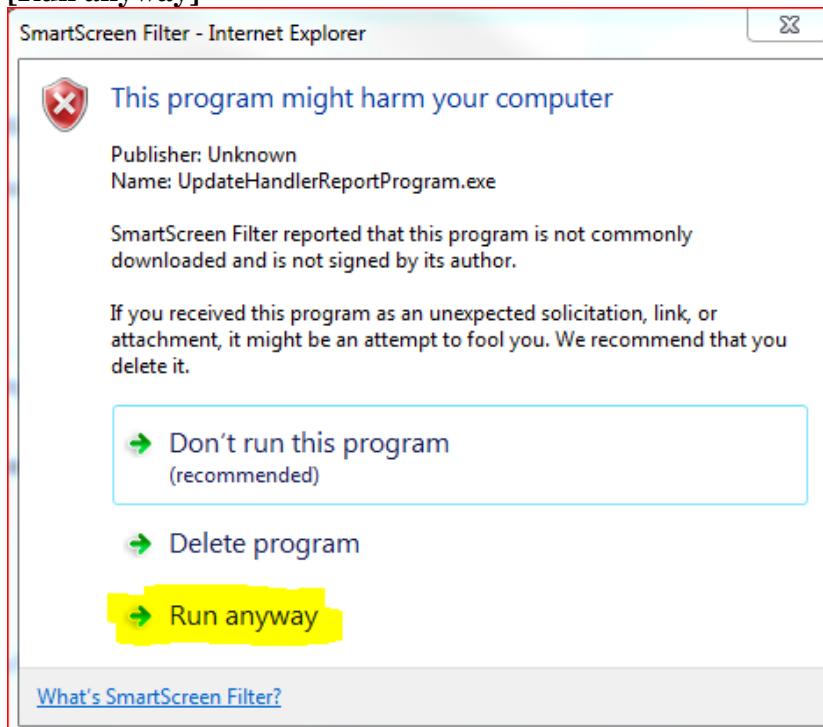 [Run anyway]
SmartScreen Filter - Internet Explorer
This program might harm your computer
Publisher: Unknown
Name: UpdateHandlerReportProgram.exe
SmartScreen Filter reported that this program is not commonly
downloaded and is not signed by its author.
If you received this program as an unexpected solicitation, link, or
attachment, it might be an attempt to fool you. We recommend that you
delete it.
Don't run this program
(recommended)
Delete program
Run anyway
What's SmartScreen Filter?